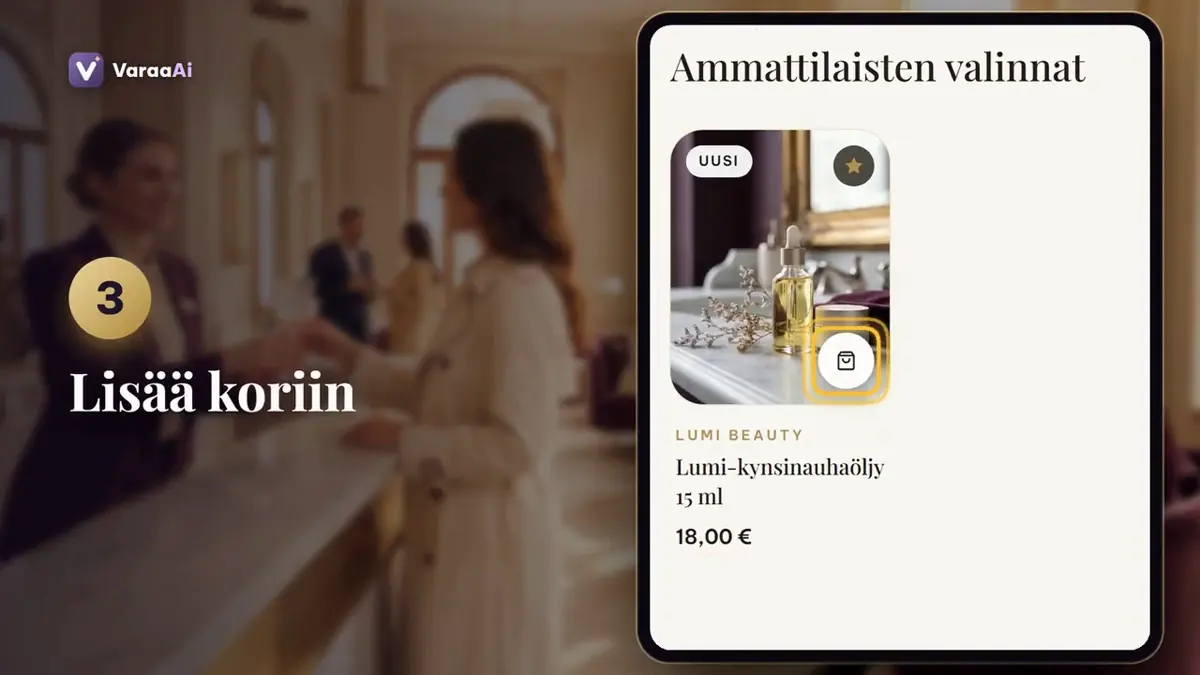 VaraaAi
3
Lisää koriin
Ammattilaisten valinnat
UUSI
LUMI BEAUTY
Lumi-kynsinauhaöljy
15 ml
18,00 €